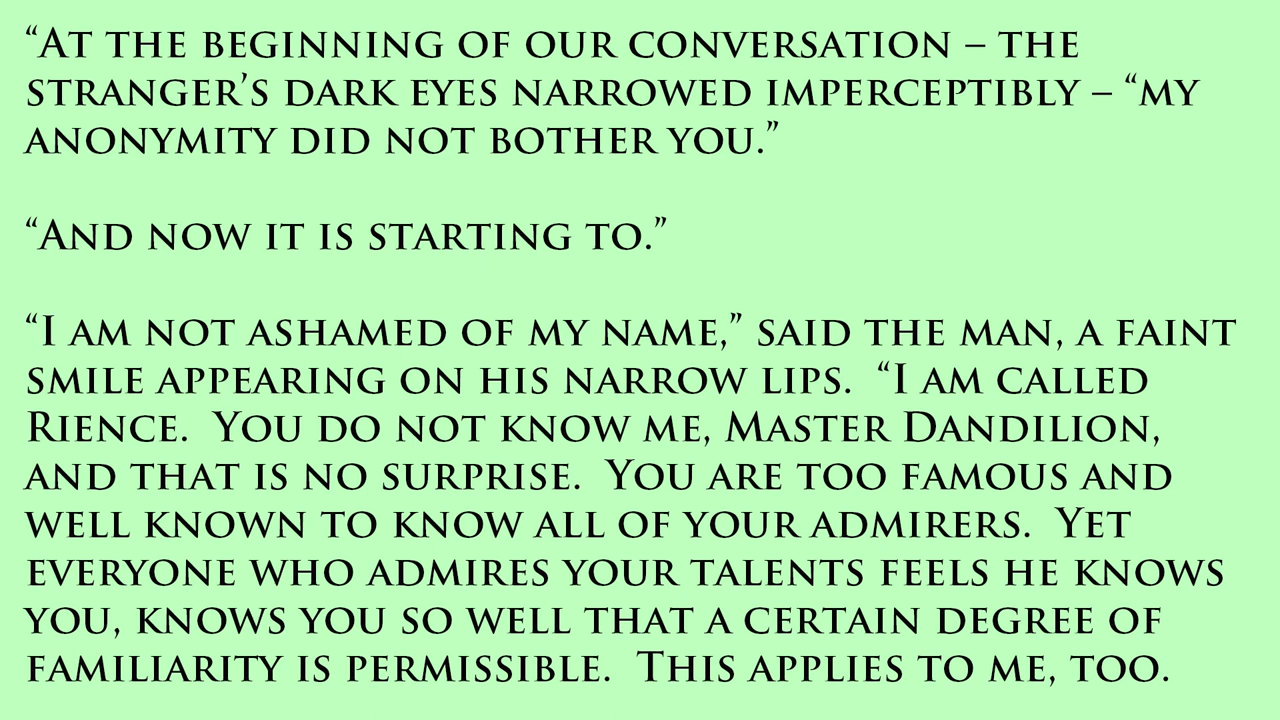 “At the beginning of our conversation – the
stranger’s dark eyes narrowed imperceptibly – “my
anonymity did not bother you.”
“And now it is starting to.”
“I am not ashamed of my name,” said the man, a faint
smile appearing on his narrow lips.  “I am called
Rience.  You do not know me, Master Dandilion,
and that is no surprise.  You are too famous and
well known to know all of your admirers.  Yet
everyone who admires your talents feels he knows
you, knows you so well that a certain degree of
familiarity is permissible.  This applies to me, too.